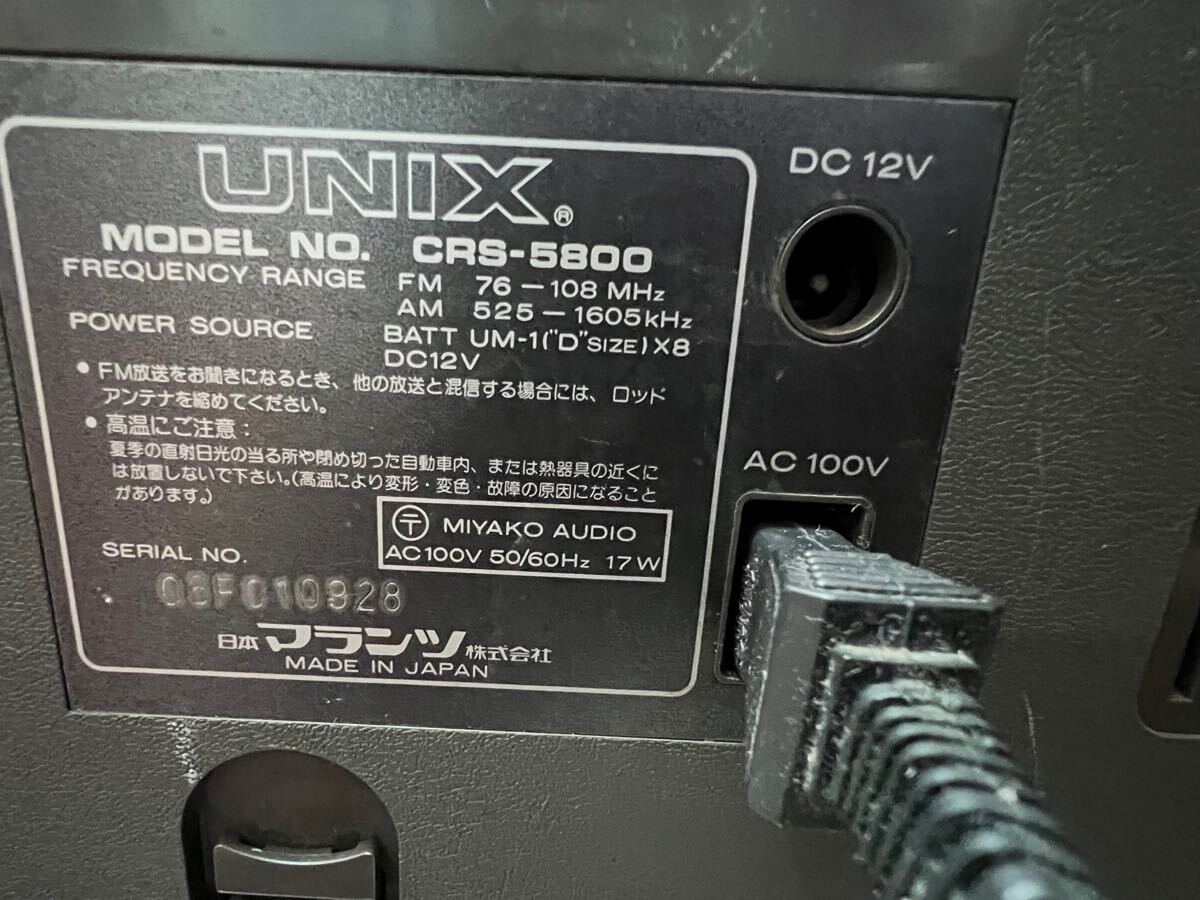 UNIX®
MODEL NO. CRS-5800
FREQUENCY RANGE FM 76-108 MHz
AM 525-1605kHz
POWER SOURCE BATT UM-1("D"SIZE)X8
DC12V
• FM放送をお聞きになるとき、他の放送と混信する場合には、ロッド
アンテナを縮めてください。
• 高温にご注意:
夏季の直射日光の当る所や閉め切った自動車内、または熱器具の近くに
は放置しないで下さい。(高温により変形・変色・故障の原因になること
があります。)
〒 MIYAKO AUDIO
AC100V 50/60Hz 17W
SERIAL NO.
日本マランツ株式会社
MADE IN JAPAN
DC 12V
AC 100V